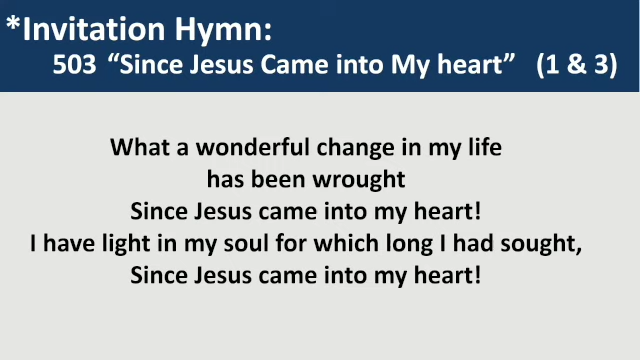 *Invitation Hymn:
503 “Since Jesus Came into My heart” (1 & 3)
What a wonderful change in my life
has been wrought
Since Jesus came into my heart!
I have light in my soul for which long I had sought,
Since Jesus came into my heart!